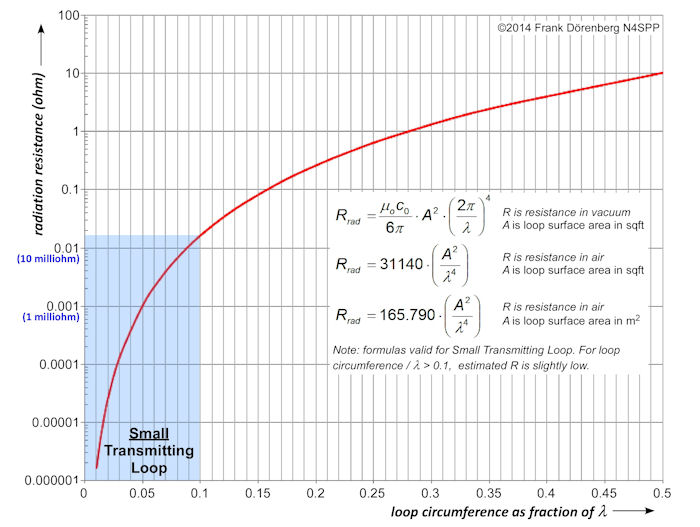 ©2014 Frank Dörenberg N4SPP
radiation resistance (ohm)
100
10
1
0.1
0.01
(10 milliohm)
0.001
(1 milliohm)
0.0001
0.00001
0.000001
R_rad = μ₀c₀/6π · A² · (2π/λ)⁴
R is resistance in vacuum
A is loop surface area in sqft
R_rad = 31140 · (A²/λ⁴)
R is resistance in air
A is loop surface area in sqft
R_rad = 165.790 · (A²/λ⁴)
R is resistance in air
A is loop surface area in m²
Note: formulas valid for Small Transmitting Loop. For loop
circumference / λ > 0.1, estimated R is slightly low.
Small
Transmitting
Loop
0 0.05 0.1 0.15 0.2 0.25 0.3 0.35 0.4 0.45 0.5
loop circumference as fraction of λ